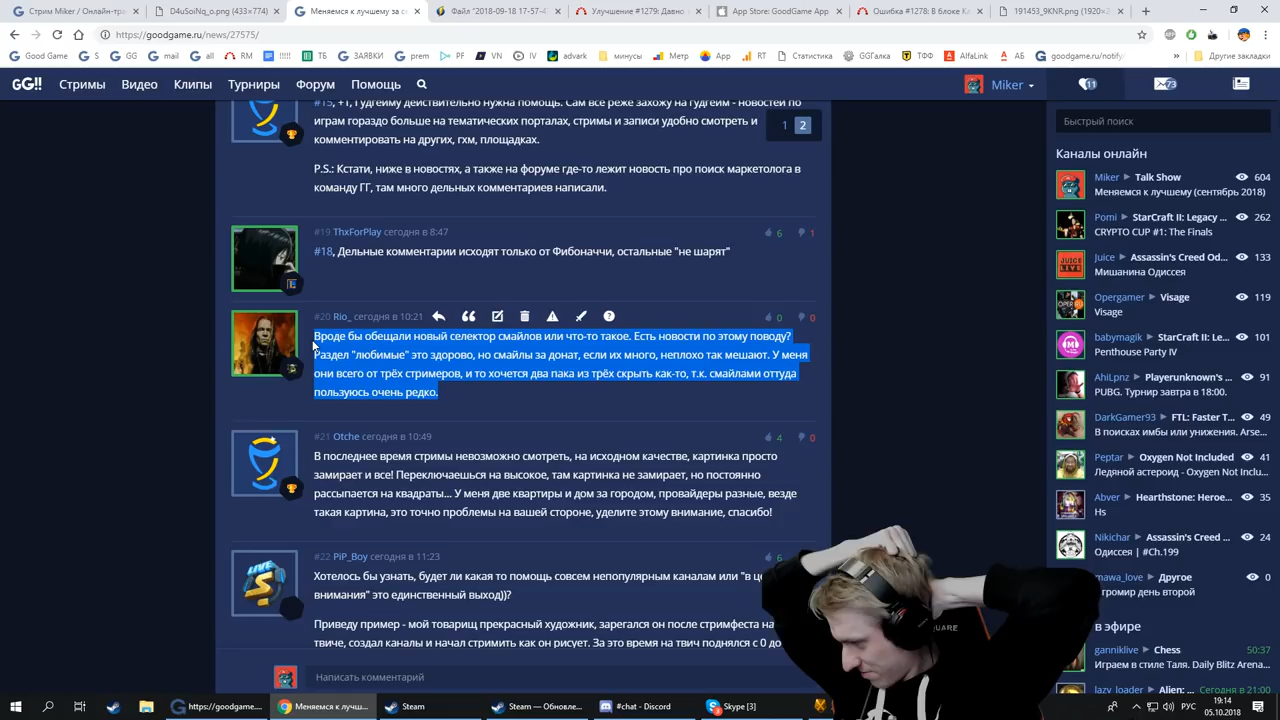 Стрим Miker / Онлайн-тр
D4uSoiNq_o.png (433×774)
Меняемся к лучшему за се
Файл "2018-09-18 17-57-4
Улучшение #1279: Давно
App Store: GoodGame App
Ошибка #1278: В блоке К
191453_9KNR.png (1920×
https://goodgame.ru/news/27575/
Good Game
S
G
mail
all
RM
!!!!!
ТБ
ЗАЯВКИ
prem
PF
VN
IV
advark
минусы
Метр
App
RT
Статистика
GGГалка
ТФФ
AlfaLink
АБ
goodgame.ru/notify
Другие закладки
GG!!
Стримы
Видео
Клипы
Турниры
Форум
Помощь
Miker
11
73
#15, +1, Гудгейму действительно нужна помощь. Сам все реже захожу на гудгейм - новостей по
играм гораздо больше на тематических порталах, стримы и записи удобно смотреть и
комментировать на других, гхм, площадках.
1 2
P.S.: Кстати, ниже в новостях, а также на форуме где-то лежит новость про поиск маркетолога в
команду ГГ, там много дельных комментариев написали.
#19 ThxForPlay сегодня в 8:47
6 1
#18, Дельные комментарии исходят только от Фибоначчи, остальные "не шарят"
#20 Rio_ сегодня в 10:21
0 0
Вроде бы обещали новый селектор смайлов или что-то такое. Есть новости по этому поводу?
Раздел "любимые" это здорово, но смайлы за донат, если их много, неплохо так мешают. У меня
они всего от трёх стримеров, и то хочется два пака из трёх скрыть как-то, т.к. смайлами оттуда
пользуюсь очень редко.
#21 Otche сегодня в 10:49
4 0
В последнее время стримы невозможно смотреть, на исходном качестве, картинка просто
замирает и все! Переключаешься на высокое, там картинка не замирает, но постоянно
рассыпается на квадраты... У меня две квартиры и дом за городом, провайдеры разные, везде
такая картина, это точно проблемы на вашей стороне, уделите этому внимание, спасибо!
#22 PiP_Boy сегодня в 11:23
6
Хотелось бы узнать, будет ли какая то помощь совсем непопулярным каналам или "в це
внимания" это единственный выход))?
Приведу пример - мой товарищ прекрасный художник, зарегался он после стримфеста на
твиче, создал каналы и начал стримить как он рисует. За это время на твич поднялся с 0 до
Написать комментарий
Быстрый поиск
Каналы онлайн
Miker Talk Show 604
Меняемся к лучшему (сентябрь 2018)
Pomi StarCraft II: Legacy ... 262
CRYPTO CUP #1: The Finals
Juice Assassin's Creed Od... 133
Мишанина Одиссея
Opergamer Visage 119
Visage
babymagik Heroes of the Stor... 101
Penthouse Party IV
AhiLpnz Playerunknown's ... 91
PUBG. Турнир завтра в 18:00.
DarkGamer93 FTL: Faster T... 49
В поисках имбы или унижения. Arse...
Peptar Oxygen Not Included 41
Ледяной астероид - Oxygen Not Inclu...
Abver Hearthstone: Heroe... 35
Hs
Nikichar Assassin's Creed ... 24
Одиссея | #Ch.199
mawa_love Другое 0
огромир день второй
в эфире
ganniklive Chess 50:37
Играем в стиле Таля. Daily Blitz Arena...
lazy_loader Alien: ... Сегодня в 21:00
QUARE
https://goodgame....
Меняемся к лучш...
Steam
Steam — Обновле...
#chat - Discord
Skype [3]
РУС
19:14
05.10.2018